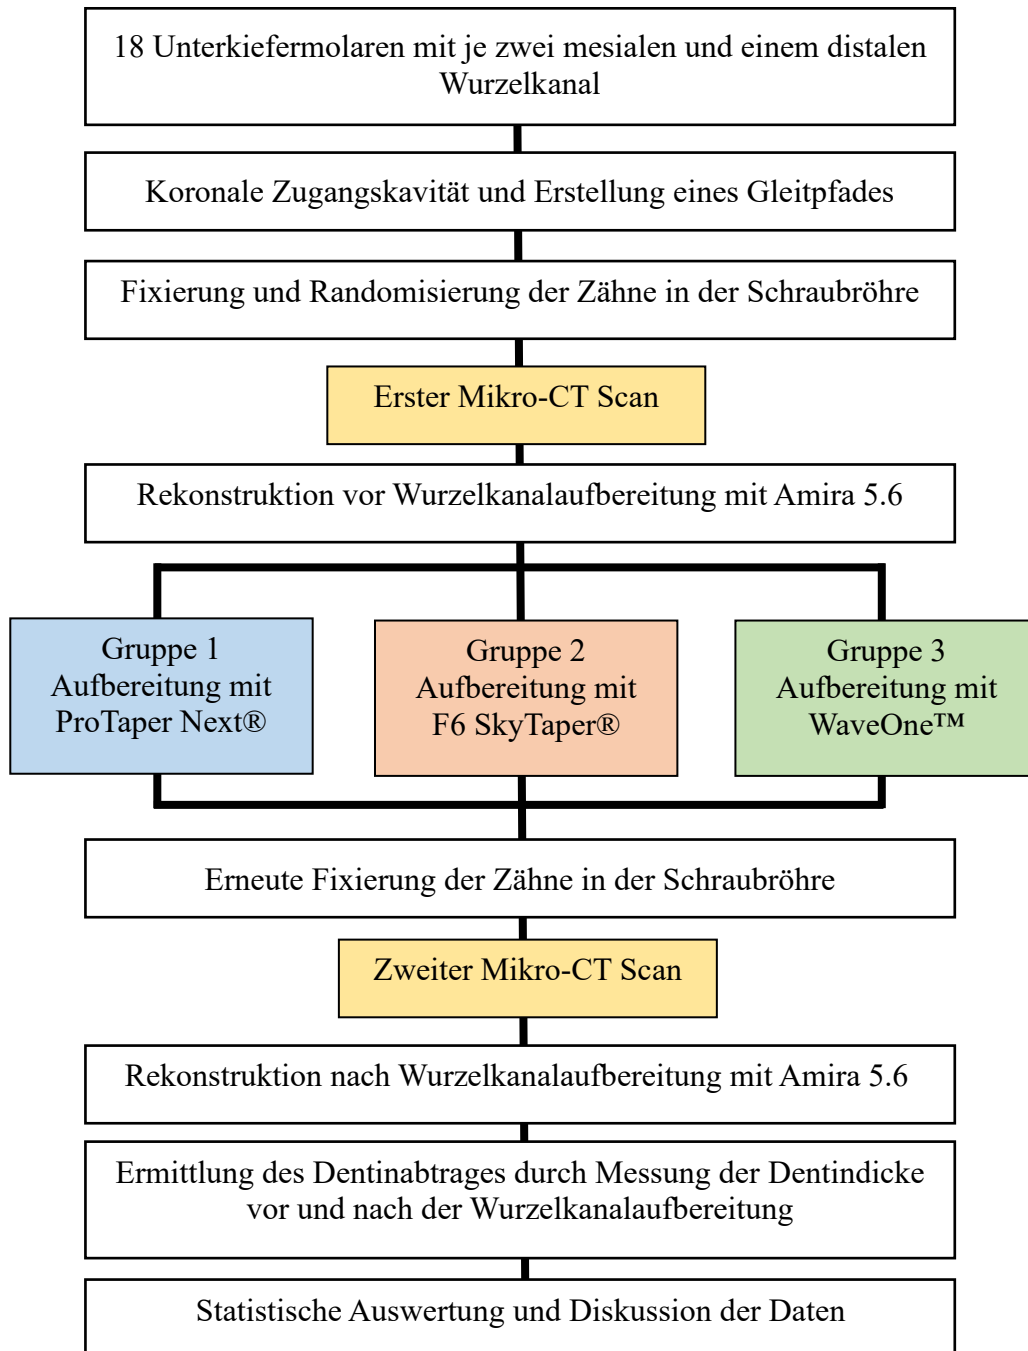 18 Unterkiefermolaren mit je zwei mesialen und einem distalen
Wurzelkanal
Koronale Zugangskavität und Erstellung eines Gleitpfades
Fixierung und Randomisierung der Zähne in der Schraubröhre
Erster Mikro-CT Scan
Rekonstruktion vor Wurzelkanalaufbereitung mit Amira 5.6
Gruppe 1
Aufbereitung mit
ProTaper Next®
Gruppe 2
Aufbereitung mit
F6 SkyTaper®
Gruppe 3
Aufbereitung mit
WaveOne™
Erneute Fixierung der Zähne in der Schraubröhre
Zweiter Mikro-CT Scan
Rekonstruktion nach Wurzelkanalaufbereitung mit Amira 5.6
Ermittlung des Dentinabtrages durch Messung der Dentindicke
vor und nach der Wurzelkanalaufbereitung
Statistische Auswertung und Diskussion der Daten